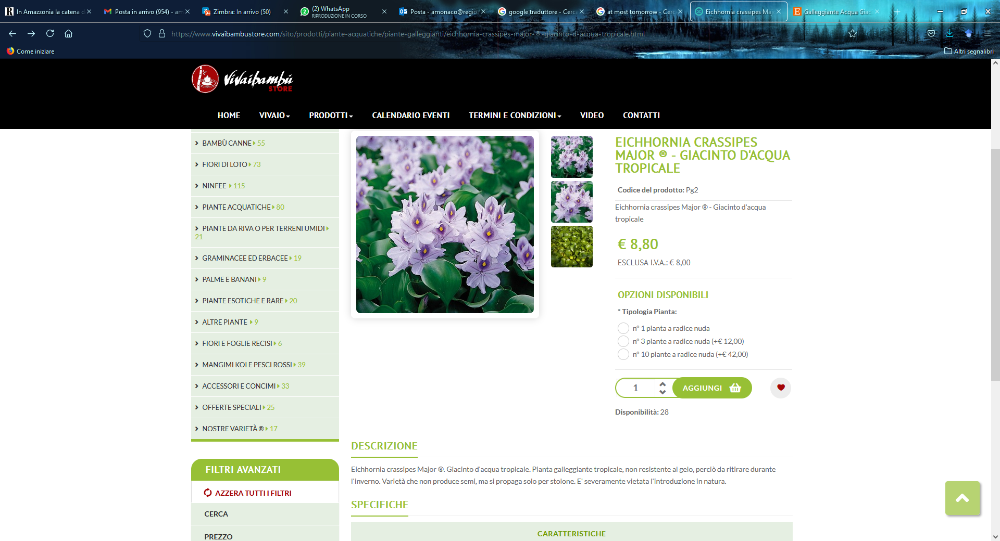 In Amazzonia la catena d
Posta in arrivo (954) - am
Zimbra: In arrivo (50)
(2) WhatsApp
RIPRODUZIONE IN CORSO
Posta - amonaco@regio
google traduttore - Cerca
at most tomorrow - Cerc
Eichhornia crassipes Maj
Galleggiante Acqua Giac
https://www.vivaibambustore.com/sito/prodotti/piante-acquatiche/piante-galleggianti/eichhornia-crassipes-major-®-giacinto-d-acqua-tropicale.html
Come iniziare
Altri segnalibri
Vivaibambù
STORE
HOME
VIVAIO
PRODOTTI
CALENDARIO EVENTI
TERMINI E CONDIZIONI
VIDEO
CONTATTI
BAMBÙ CANNE 55
FIORI DI LOTO 73
NINFEE 115
PIANTE ACQUATICHE 80
PIANTE DA RIVA O PER TERRENI UMIDI
21
GRAMINACEE ED ERBACEE 19
PALME E BANANI 9
PIANTE ESOTICHE E RARE 20
ALTRE PIANTE 9
FIORI E FOGLIE RECISI 6
MANGIMI KOI E PESCI ROSSI 39
ACCESSORI E CONCIMI 33
OFFERTE SPECIALI 25
NOSTRE VARIETÀ ® 17
FILTRI AVANZATI
AZZERA TUTTI I FILTRI
CERCA
PREZZO
EICHHORNIA CRASSIPES
MAJOR ® - GIACINTO D'ACQUA
TROPICALE
Codice del prodotto: Pg2
Eichhornia crassipes Major ® - Giacinto d'acqua
tropicale
€ 8,80
ESCLUSA I.V.A.: € 8,00
OPZIONI DISPONIBILI
* Tipologia Pianta:
n° 1 pianta a radice nuda
n° 3 piante a radice nuda (+€ 12,00)
n° 10 piante a radice nuda (+€ 42,00)
1
AGGIUNGI
Disponibilità: 28
DESCRIZIONE
Eichhornia crassipes Major ®. Giacinto d'acqua tropicale. Pianta galleggiante tropicale, non resistente al gelo, perciò da ritirare durante
l'inverno. Varietà che non produce semi, ma si propaga solo per stolone. E' severamente vietata l'introduzione in natura.
SPECIFICHE
CARATTERISTICHE